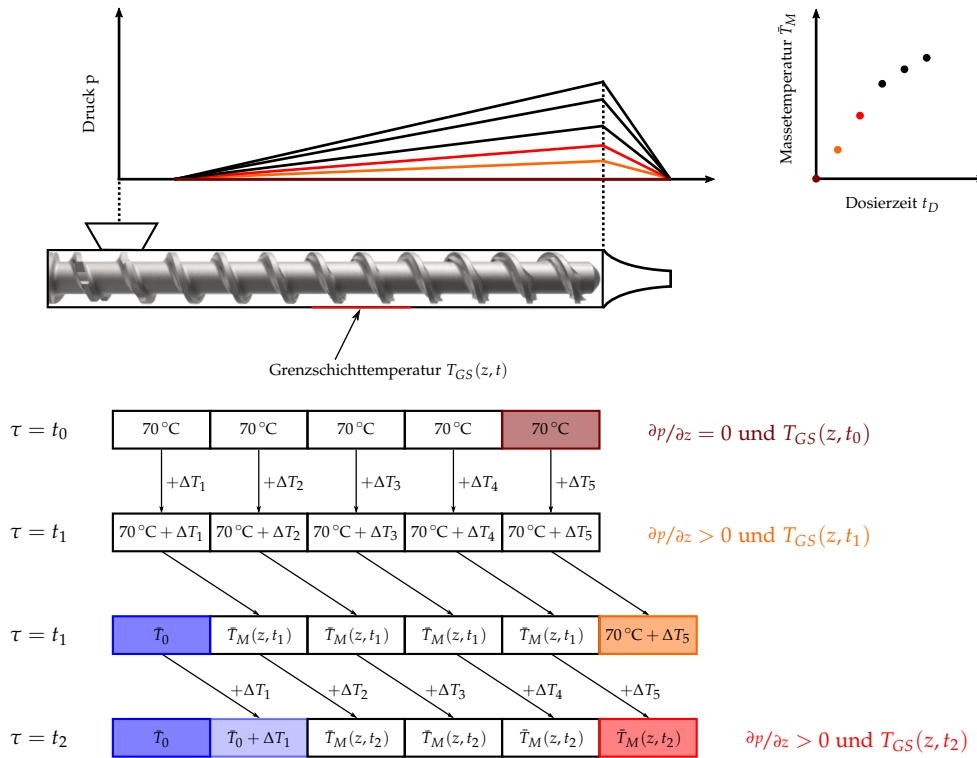 Druck p
Massetemperatur T̄_M
Dosierzeit t_D
Grenzschichttemperatur T_GS(z, t)
τ = t_0 70 °C 70 °C 70 °C 70 °C 70 °C ∂p/∂z = 0 und T_GS(z, t_0)
+ΔT_1 +ΔT_2 +ΔT_3 +ΔT_4 +ΔT_5
τ = t_1 70 °C + ΔT_1 70 °C + ΔT_2 70 °C + ΔT_3 70 °C + ΔT_4 70 °C + ΔT_5 ∂p/∂z > 0 und T_GS(z, t_1)
τ = t_1 T̄_0 T̄_M(z, t_1) T̄_M(z, t_1) T̄_M(z, t_1) T̄_M(z, t_1) 70 °C + ΔT_5
+ΔT_1 +ΔT_2 +ΔT_3 +ΔT_4 +ΔT_5
τ = t_2 T̄_0 T̄_0 + ΔT_1 T̄_M(z, t_2) T̄_M(z, t_2) T̄_M(z, t_2) T̄_M(z, t_2) ∂p/∂z > 0 und T_GS(z, t_2)